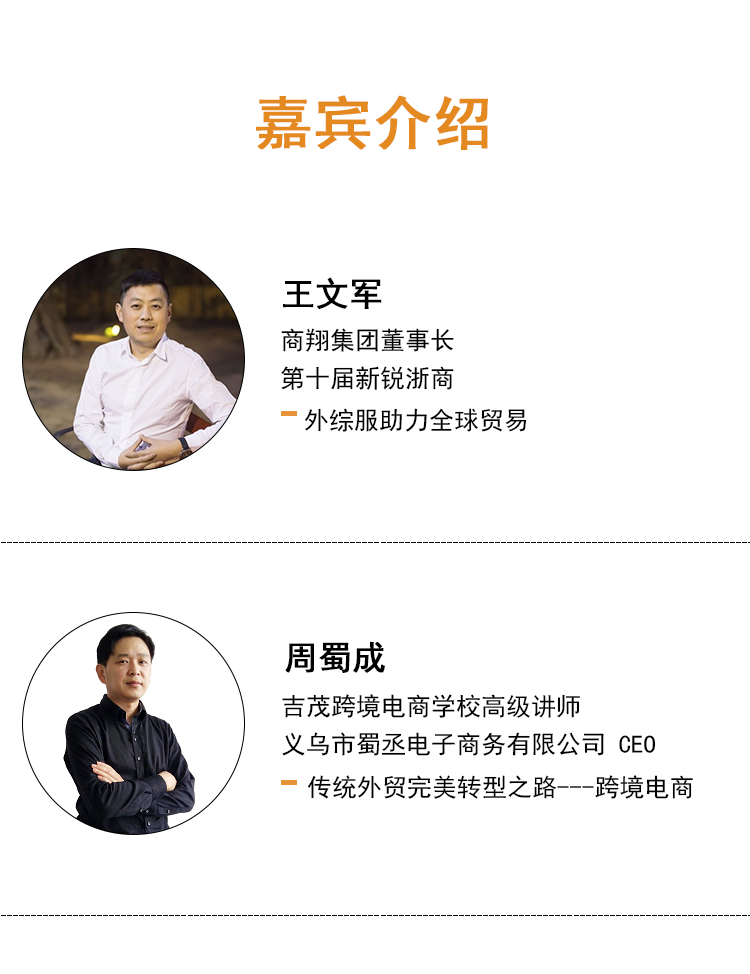 嘉宾介绍
王文军
商翔集团董事长
第十届新锐浙商
外综服助力全球贸易
周蜀成
吉茂跨境电商学校高级讲师
义乌市蜀丞电子商务有限公司 CEO
传统外贸完美转型之路---跨境电商